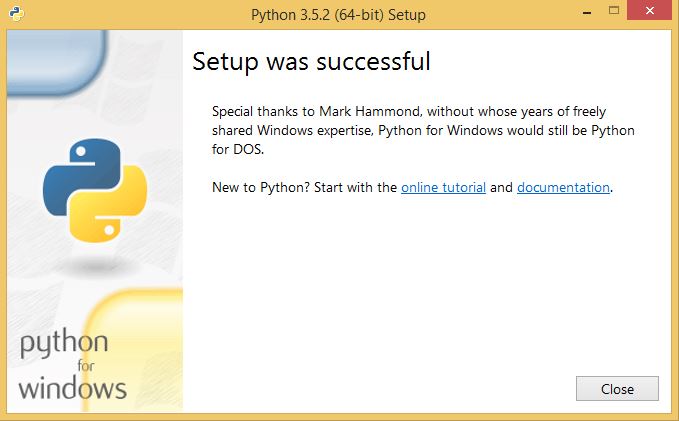 Python 3.5.2 (64-bit) Setup
Setup was successful
Special thanks to Mark Hammond, without whose years of freely
shared Windows expertise, Python for Windows would still be Python
for DOS.
New to Python? Start with the online tutorial and documentation.
python
for
windows
Close